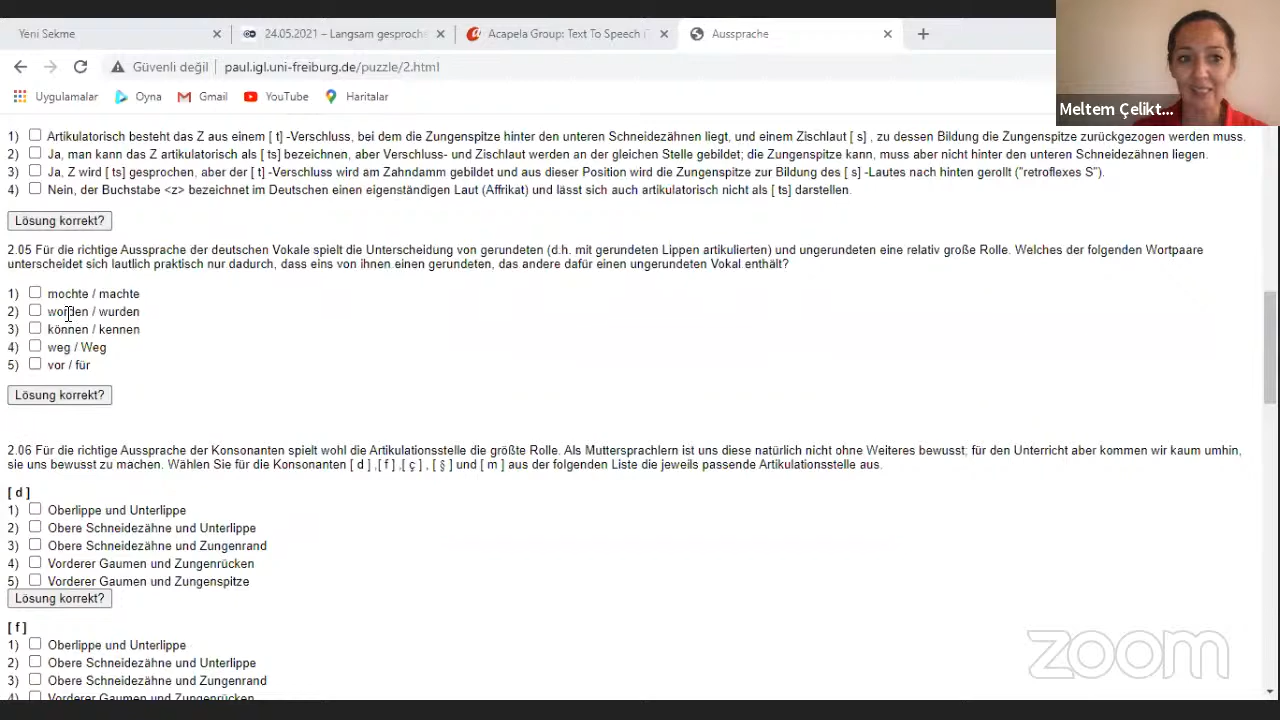 Yeni Sekme
24.05.2021 – Langsam gesproche
Acapela Group: Text To Speech (
Aussprache
Güvenli değil
paul.igl.uni-freiburg.de/puzzle/2.html
Uygulamalar
Oyna
Gmail
YouTube
Haritalar
Meltem Çelikt...
1) Artikulatorisch besteht das Z aus einem [ t] -Verschluss, bei dem die Zungenspitze hinter den unteren Schneidezähnen liegt, und einem Zischlaut [ s] , zu dessen Bildung die Zungenspitze zurückgezogen werden muss.
2) Ja, man kann das Z artikulatorisch als [ ts] bezeichnen, aber Verschluss- und Zischlaut werden an der gleichen Stelle gebildet; die Zungenspitze kann, muss aber nicht hinter den unteren Schneidezähnen liegen.
3) Ja, Z wird [ ts] gesprochen, aber der [ t] -Verschluss wird am Zahndamm gebildet und aus dieser Position wird die Zungenspitze zur Bildung des [ s] -Lautes nach hinten gerollt ("retroflexes S").
4) Nein, der Buchstabe <z> bezeichnet im Deutschen einen eigenständigen Laut (Affrikat) und lässt sich auch artikulatorisch nicht als [ ts] darstellen.
Lösung korrekt?
2.05 Für die richtige Aussprache der deutschen Vokale spielt die Unterscheidung von gerundeten (d.h. mit gerundeten Lippen artikulierten) und ungerundeten eine relativ große Rolle. Welches der folgenden Wortpaare
unterscheidet sich lautlich praktisch nur dadurch, dass eins von ihnen einen gerundeten, das andere dafür einen ungerundeten Vokal enthält?
1) mochte / machte
2) worden / wurden
3) können / kennen
4) weg / Weg
5) vor / für
Lösung korrekt?
2.06 Für die richtige Aussprache der Konsonanten spielt wohl die Artikulationsstelle die größte Rolle. Als Muttersprachlern ist uns diese natürlich nicht ohne Weiteres bewusst; für den Unterricht aber kommen wir kaum umhin,
sie uns bewusst zu machen. Wählen Sie für die Konsonanten [ d ] ,[ f ] ,[ ç ] , [ § ] und [ m ] aus der folgenden Liste die jeweils passende Artikulationsstelle aus.
[ d ]
1) Oberlippe und Unterlippe
2) Obere Schneidezähne und Unterlippe
3) Obere Schneidezähne und Zungenrand
4) Vorderer Gaumen und Zungenrücken
5) Vorderer Gaumen und Zungenspitze
Lösung korrekt?
[ f ]
1) Oberlippe und Unterlippe
2) Obere Schneidezähne und Unterlippe
3) Obere Schneidezähne und Zungenrand
4) Vorderer Gaumen und Zungenrücken
zoom